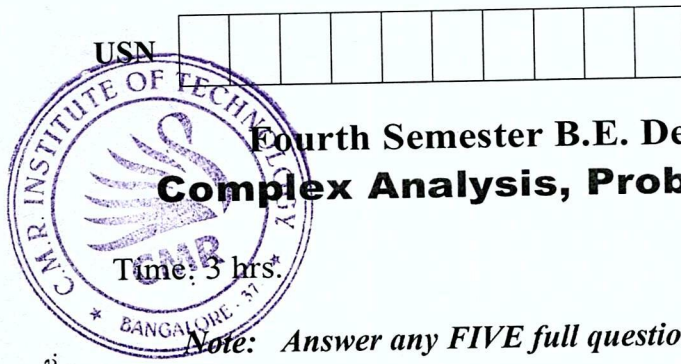 USN
C.M.R. INSTITUTE OF TECHNOLOGY
CMR
* BANGALORE - 37. *
Fourth Semester B.E. De
Complex Analysis, Prob
Time: 3 hrs.
Note: Answer any FIVE full questio